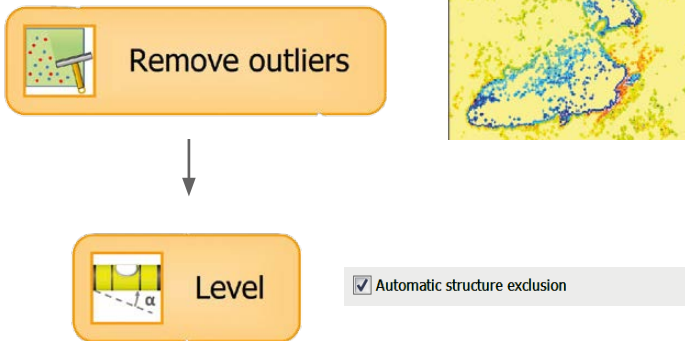 Remove outliers
Level
α
Automatic structure exclusion